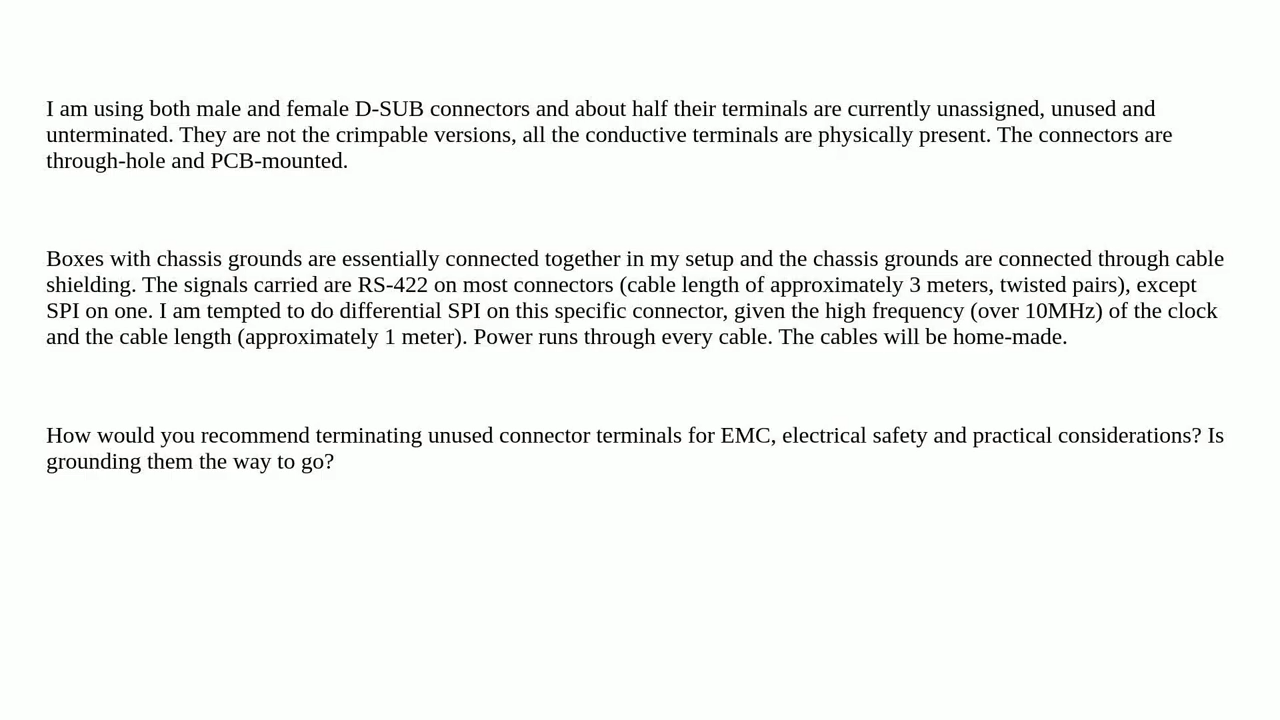 I am using both male and female D-SUB connectors and about half their terminals are currently unassigned, unused and
unterminated. They are not the crimpable versions, all the conductive terminals are physically present. The connectors are
through-hole and PCB-mounted.
Boxes with chassis grounds are essentially connected together in my setup and the chassis grounds are connected through cable
shielding. The signals carried are RS-422 on most connectors (cable length of approximately 3 meters, twisted pairs), except
SPI on one. I am tempted to do differential SPI on this specific connector, given the high frequency (over 10MHz) of the clock
and the cable length (approximately 1 meter). Power runs through every cable. The cables will be home-made.
How would you recommend terminating unused connector terminals for EMC, electrical safety and practical considerations? Is
grounding them the way to go?